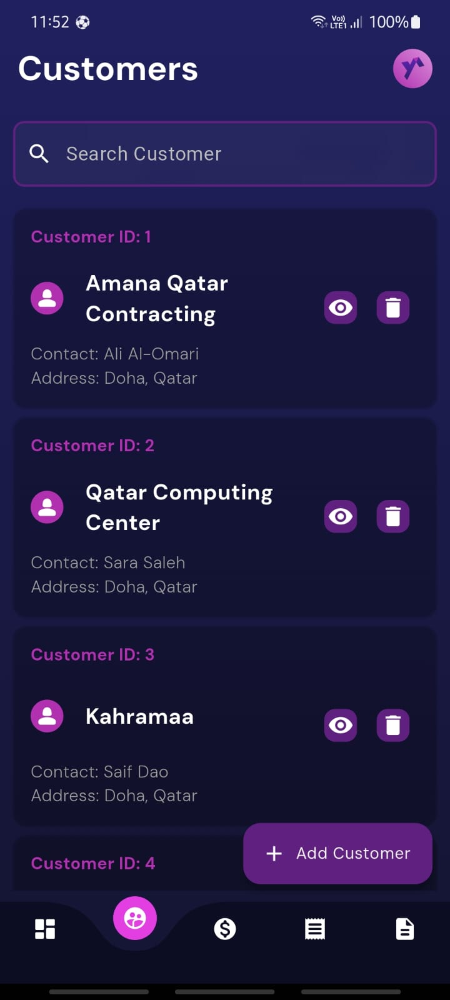 11:52
Vo))
LTE1
100%
Customers
Search Customer
Customer ID: 1
Amana Qatar
Contracting
Contact: Ali Al-Omari
Address: Doha, Qatar
Customer ID: 2
Qatar Computing
Center
Contact: Sara Saleh
Address: Doha, Qatar
Customer ID: 3
Kahramaa
Contact: Saif Dao
Address: Doha, Qatar
Customer ID: 4
+ Add Customer